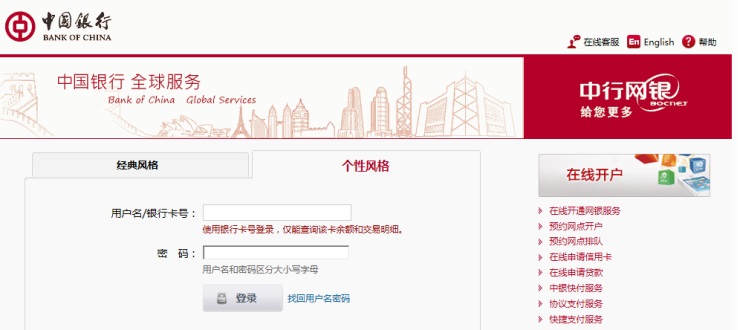 中国银行
BANK OF CHINA
在线客服 En English ? 帮助
中国银行 全球服务
Bank of China Global Services
中行网银
BOCNET
给您更多
经典风格
个性风格
用户名/银行卡号：
使用银行卡号登录，仅能查询该卡余额和交易明细。
密 码：
用户名和密码区分大小写字母
登录 找回用户名密码
在线开户
在线开通网银服务
预约网点开户
预约网点排队
在线申请信用卡
在线申请贷款
中银快付服务
协议支付服务
快捷支付服务